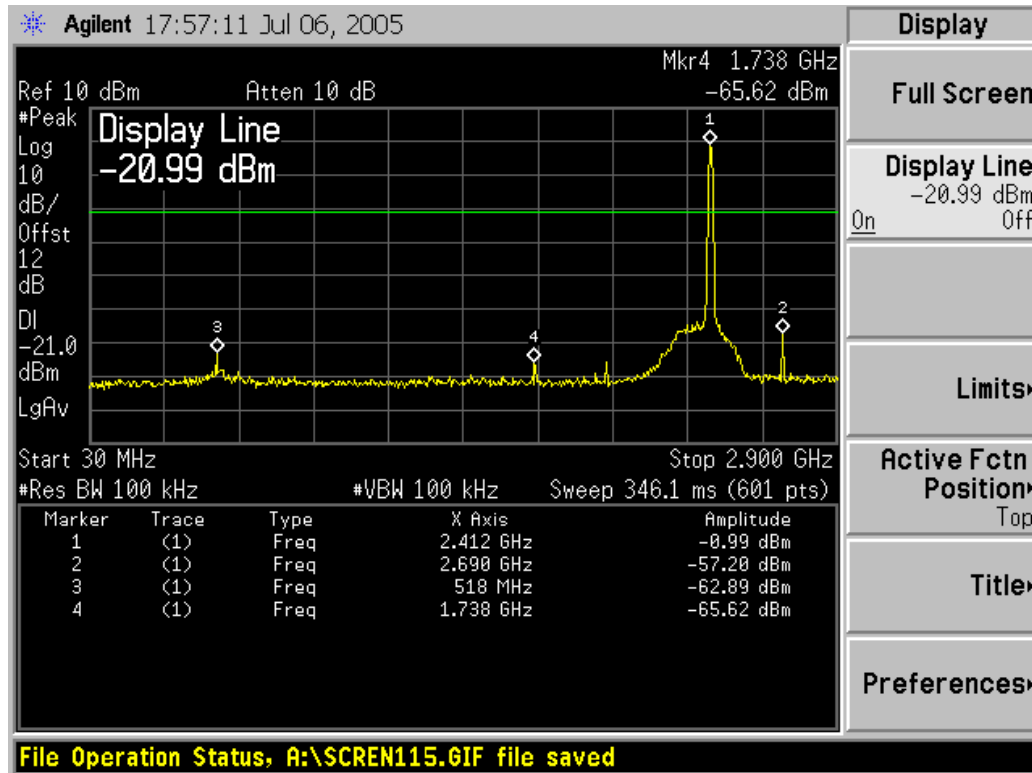 Agilent 17:57:11 Jul 06, 2005
Mkr4 1.738 GHz
Ref 10 dBm Atten 10 dB -65.62 dBm
#Peak
Log
10
dB/
Offst
12
dB
DI
-21.0
dBm
LgAv
Display Line
-20.99 dBm
1
2
3
4
Start 30 MHz Stop 2.900 GHz
#Res BW 100 kHz #VBW 100 kHz Sweep 346.1 ms (601 pts)
Marker Trace Type X Axis Amplitude
1 (1) Freq 2.412 GHz -0.99 dBm
2 (1) Freq 2.690 GHz -57.20 dBm
3 (1) Freq 518 MHz -62.89 dBm
4 (1) Freq 1.738 GHz -65.62 dBm
File Operation Status, A:\SCREN115.GIF file saved
Display
Full Screen
Display Line
-20.99 dBm
On Off
Limits
Active Fctn
Position
Top
Title
Preferences